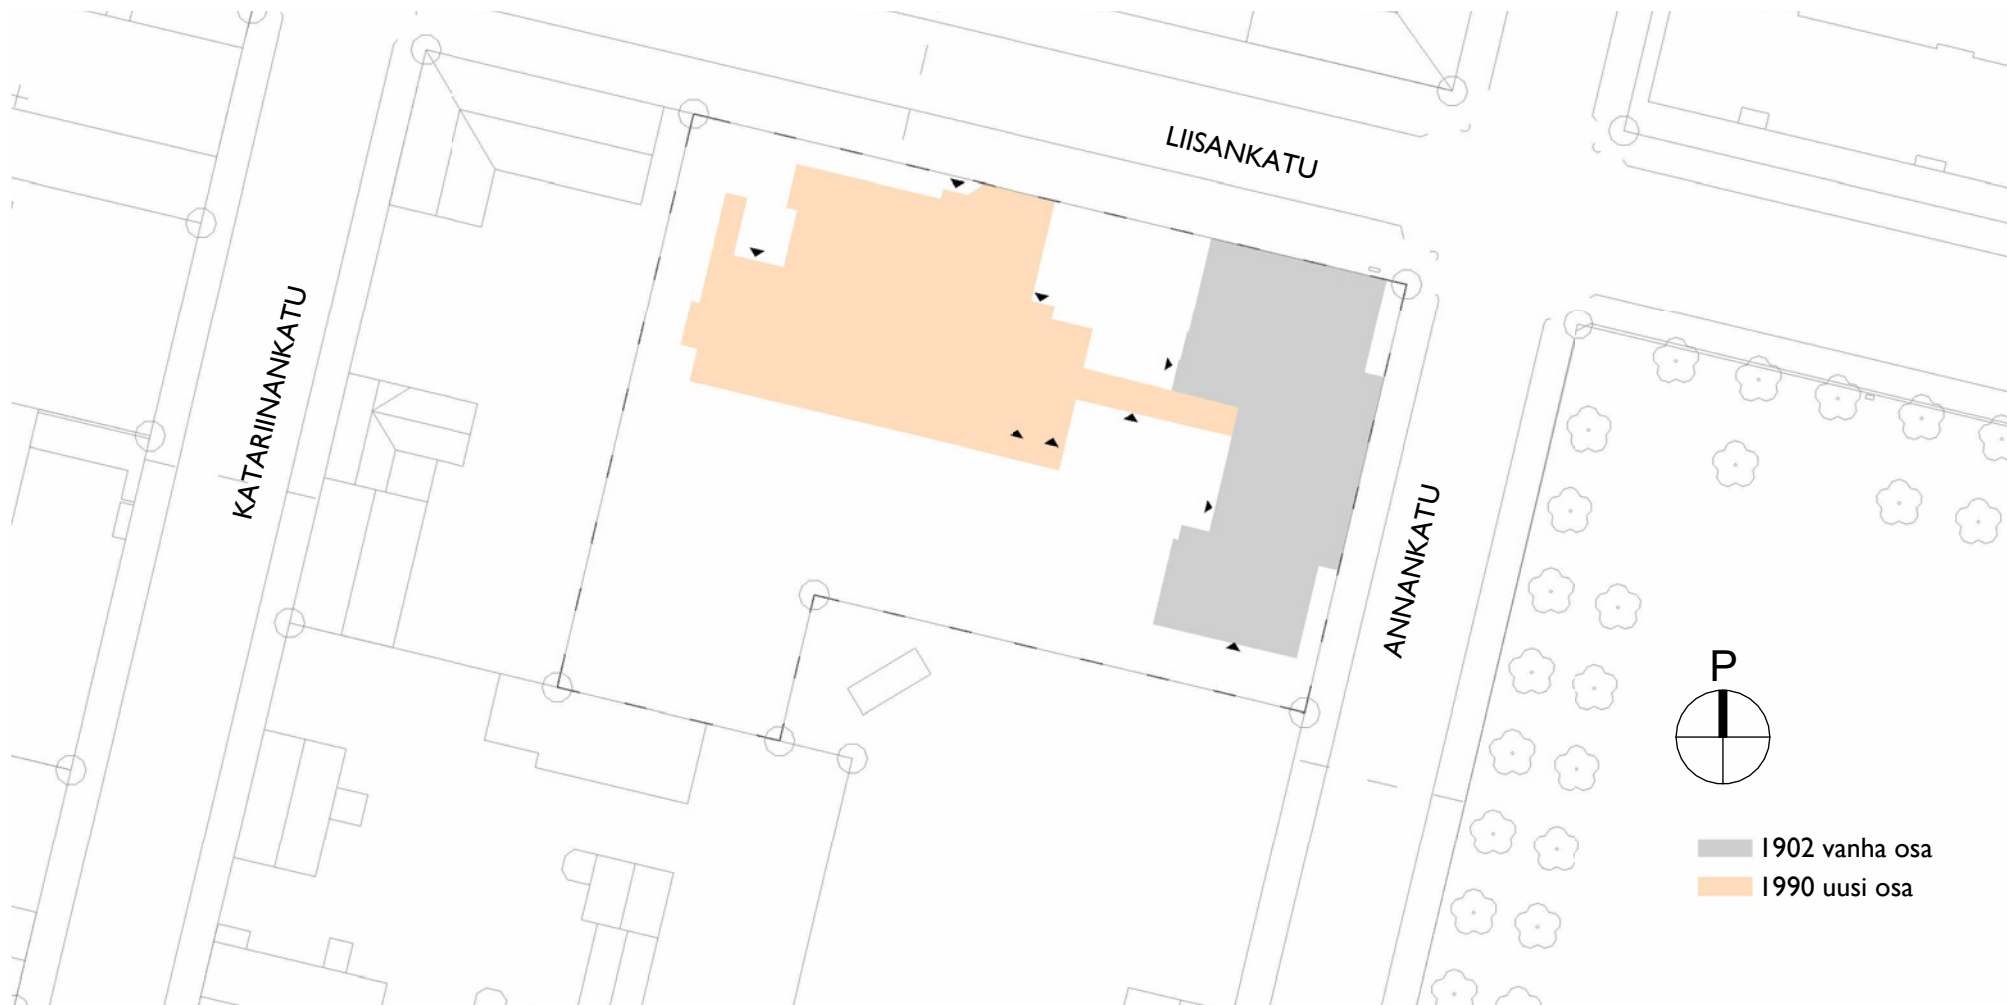 LIISANKATU
KATARIINANKATU
ANNANKATU
P
1902 vanha osa
1990 uusi osa